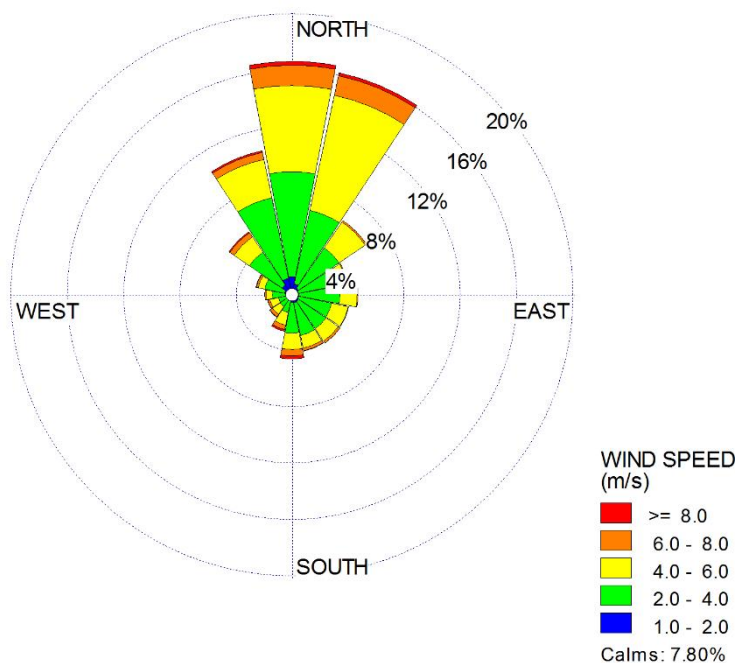 NORTH
20%
16%
12%
8%
4%
WEST
EAST
SOUTH
WIND SPEED
(m/s)
>= 8.0
6.0 - 8.0
4.0 - 6.0
2.0 - 4.0
1.0 - 2.0
Calms: 7.80%